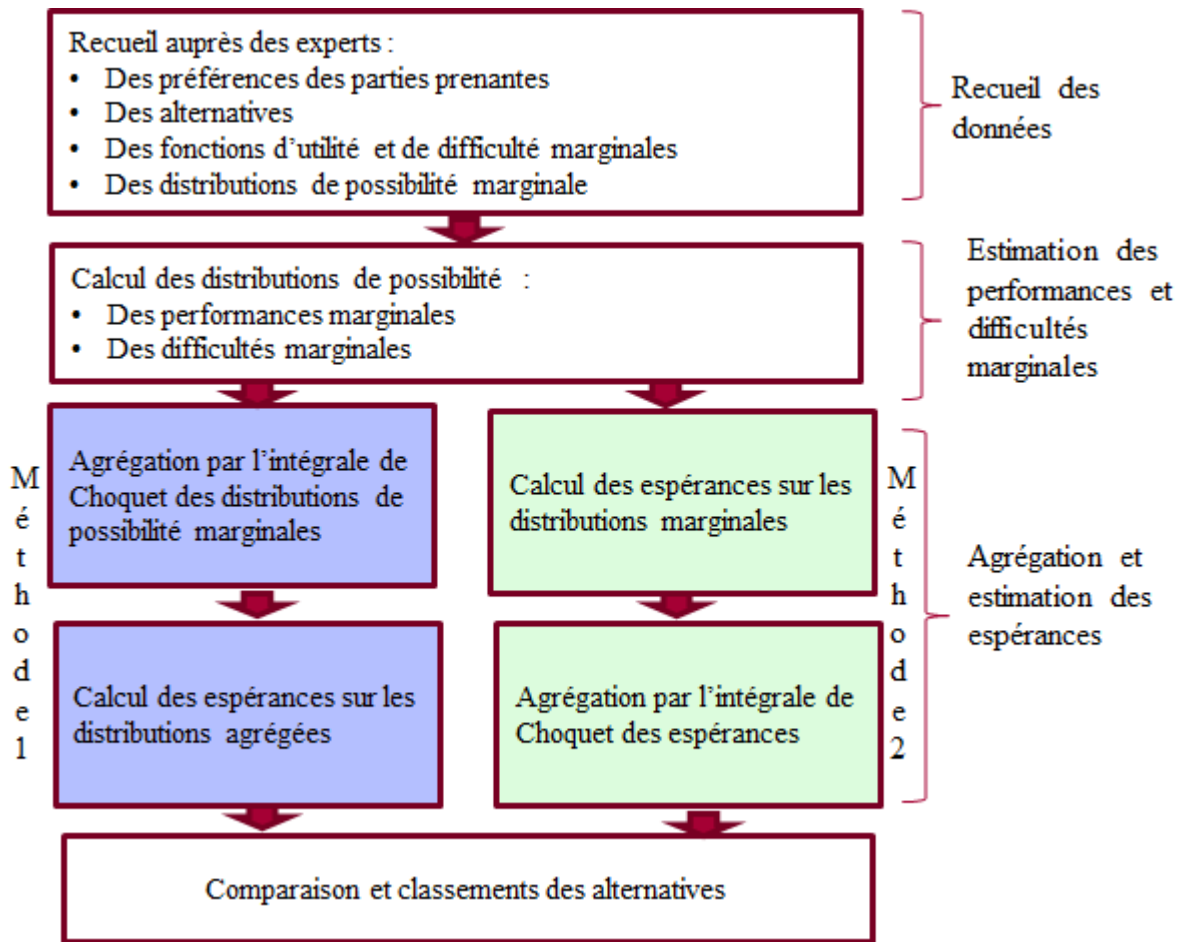 Recueil auprès des experts :
• Des préférences des parties prenantes
• Des alternatives
• Des fonctions d’utilité et de difficulté marginales
• Des distributions de possibilité marginale
Recueil des
données
Calcul des distributions de possibilité :
• Des performances marginales
• Des difficultés marginales
Estimation des
performances et
difficultés
marginales
Méthode1
Agrégation par l’intégrale de
Choquet des distributions de
possibilité marginales
Calcul des espérances sur les
distributions agrégées
Calcul des espérances sur les
distributions marginales
Agrégation par l’intégrale de
Choquet des espérances
Méthode2
Agrégation et
estimation des
espérances
Comparaison et classements des alternatives